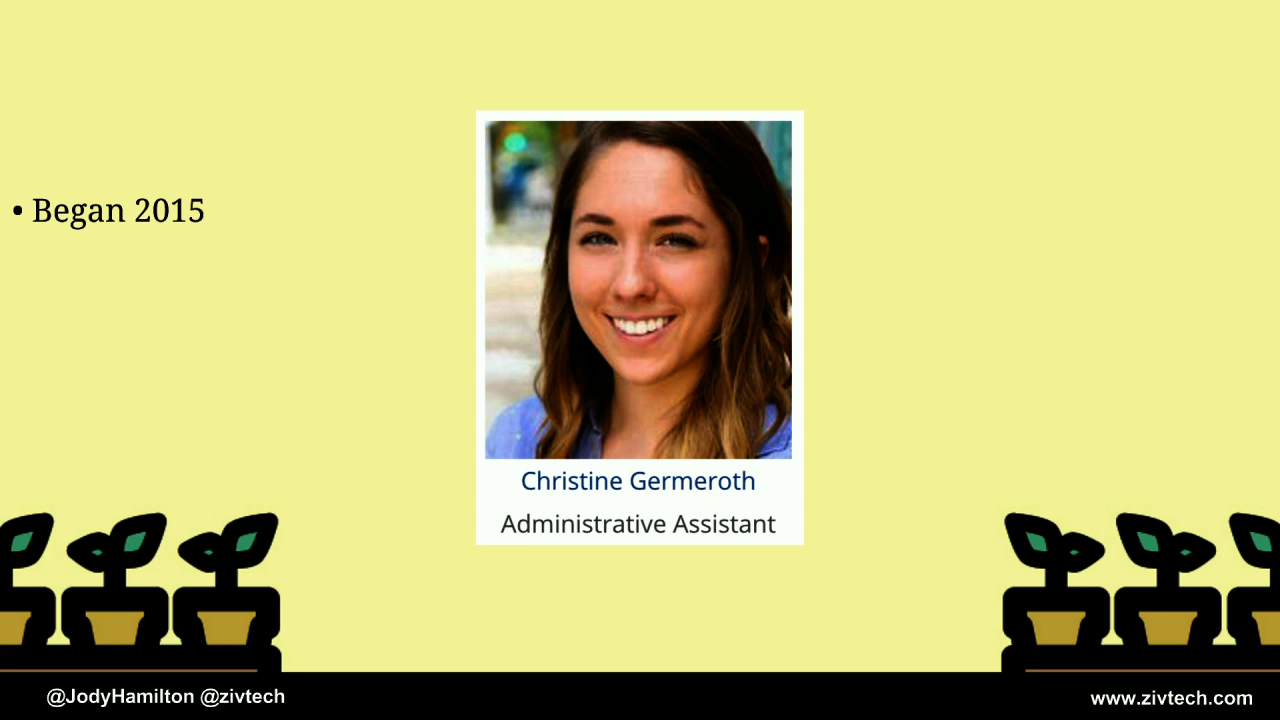 • Began 2015
Christine Germeroth
Administrative Assistant
@JodyHamilton @zivtech
www.zivtech.com